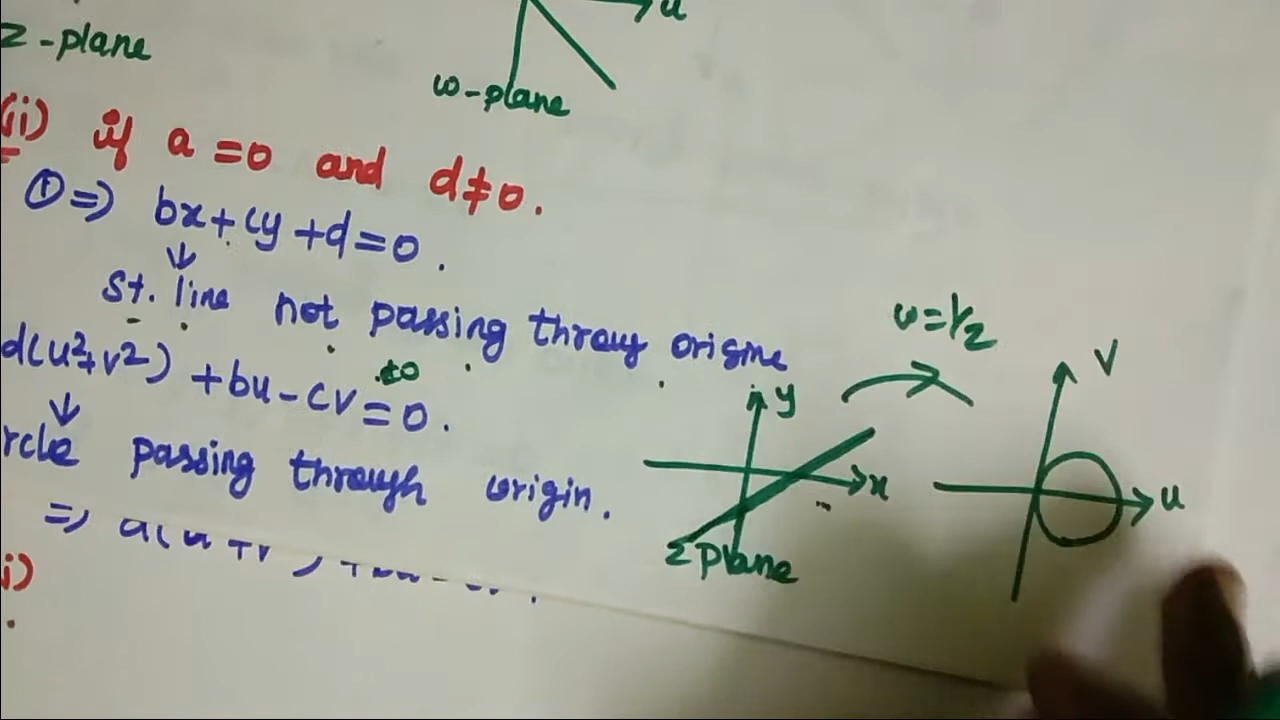 u
z-plane
w-plane
(ii) if a=0 and d≠0.
① ⇒ bx+cy+d=0.
↓
St. line not passing throug origine
d(u²+v²)+bu-cv=0.
≠0
↓
rcle passing through origin.
w=1/z
y
x
z plane
v
u
i)